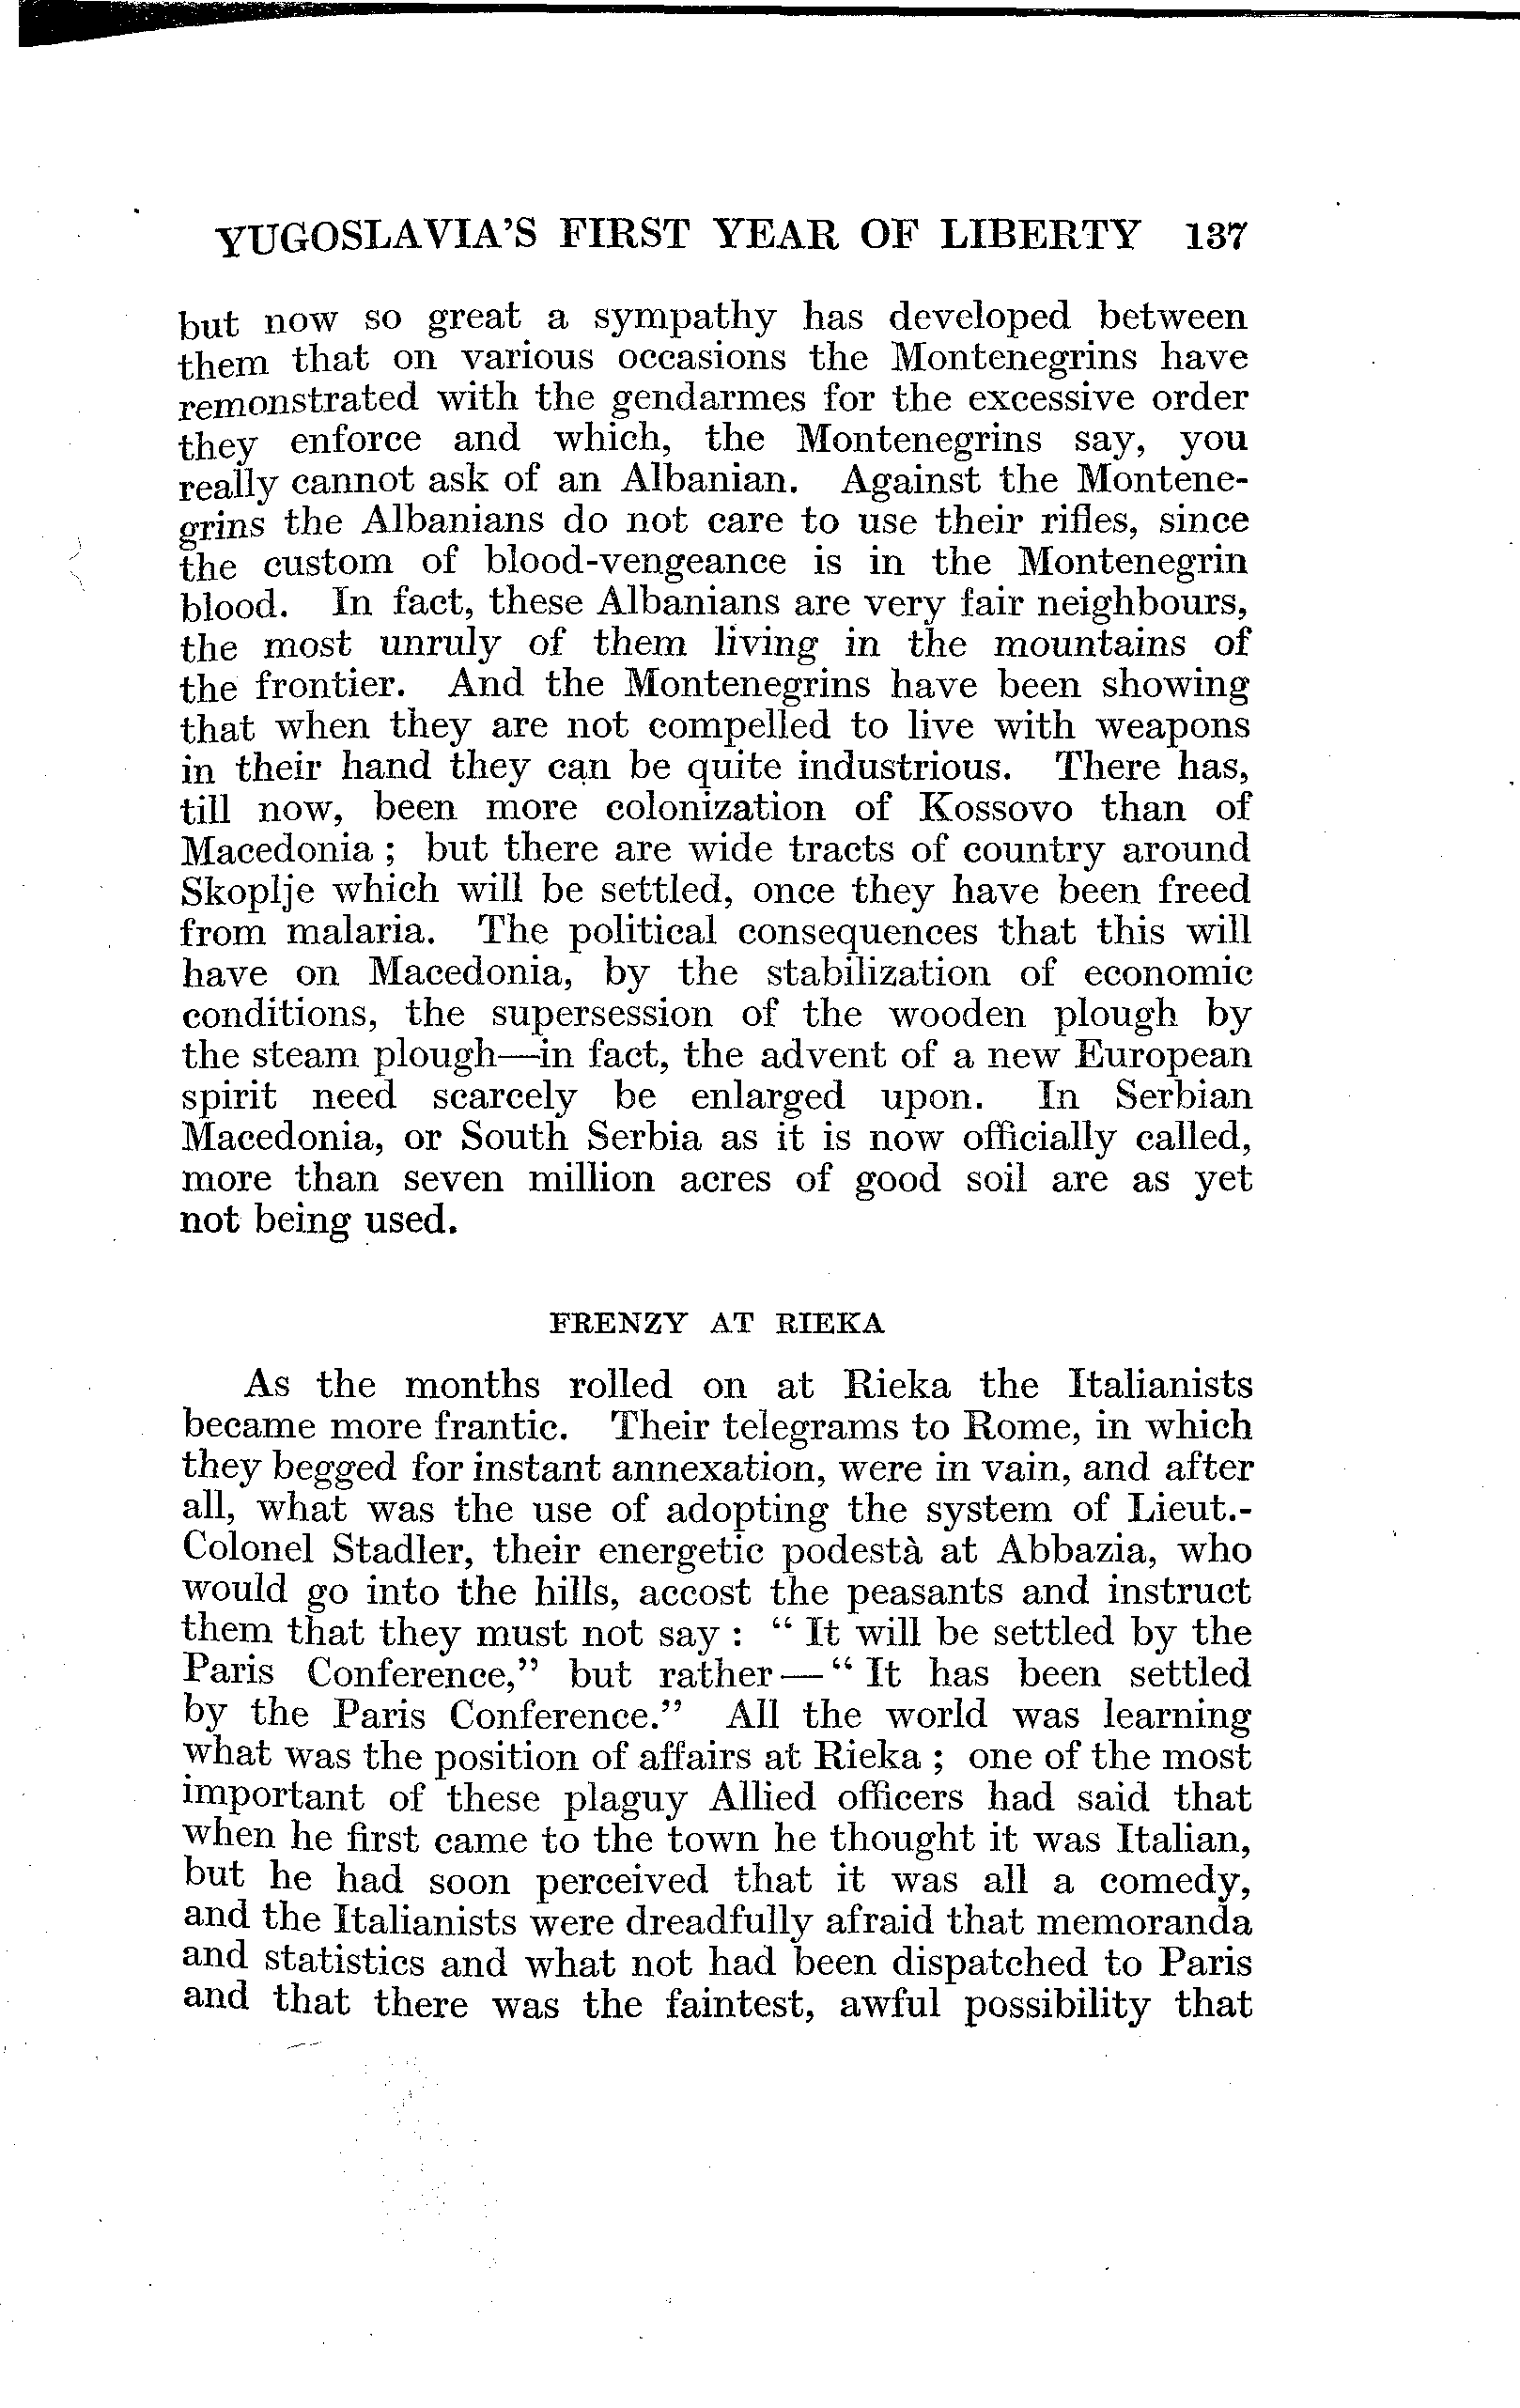 YUGOSLAVIA'S FIRST YEAR OF LIBERTY 137
but now so great a sympathy has developed between
them that on various occasions the Montenegrins have
remonstrated with the gendarmes for the excessive order
they enforce and which, the Montenegrins say, you
really cannot ask of an Albanian. Against the Montene-
grins the Albanians do not care to use their rifles, since
the custom of blood-vengeance is in the Montenegrin
blood. In fact, these Albanians are very fair neighbours,
the most unruly of them living in the mountains of
the frontier. And the Montenegrins have been showing
that when they are not compelled to live with weapons
in their hand they can be quite industrious. There has,
till now, been more colonization of Kossovo than of
Macedonia ; but there are wide tracts of country around
Skoplje which will be settled, once they have been freed
from malaria. The political consequences that this will
have on Macedonia, by the stabilization of economic
conditions, the supersession of the wooden plough by
the steam plough—in fact, the advent of a new European
spirit need scarcely be enlarged upon. In Serbian
Macedonia, or South Serbia as it is now officially called,
more than seven million acres of good soil are as yet
not being used.
FRENZY AT RIEKA
As the months rolled on at Rieka the Italianists
became more frantic. Their telegrams to Rome, in which
they begged for instant annexation, were in vain, and after
all, what was the use of adopting the system of Lieut.-
Colonel Stadler, their energetic podestà at Abbazia, who
would go into the hills, accost the peasants and instruct
them that they must not say : " It will be settled by the
Paris Conference," but rather—" It has been settled
by the Paris Conference." All the world was learning
what was the position of affairs at Rieka ; one of the most
important of these plaguy Allied officers had said that
when he first came to the town he thought it was Italian,
but he had soon perceived that it was all a comedy,
and the Italianists were dreadfully afraid that memoranda
and statistics and what not had been dispatched to Paris
and that there was the faintest, awful possibility that